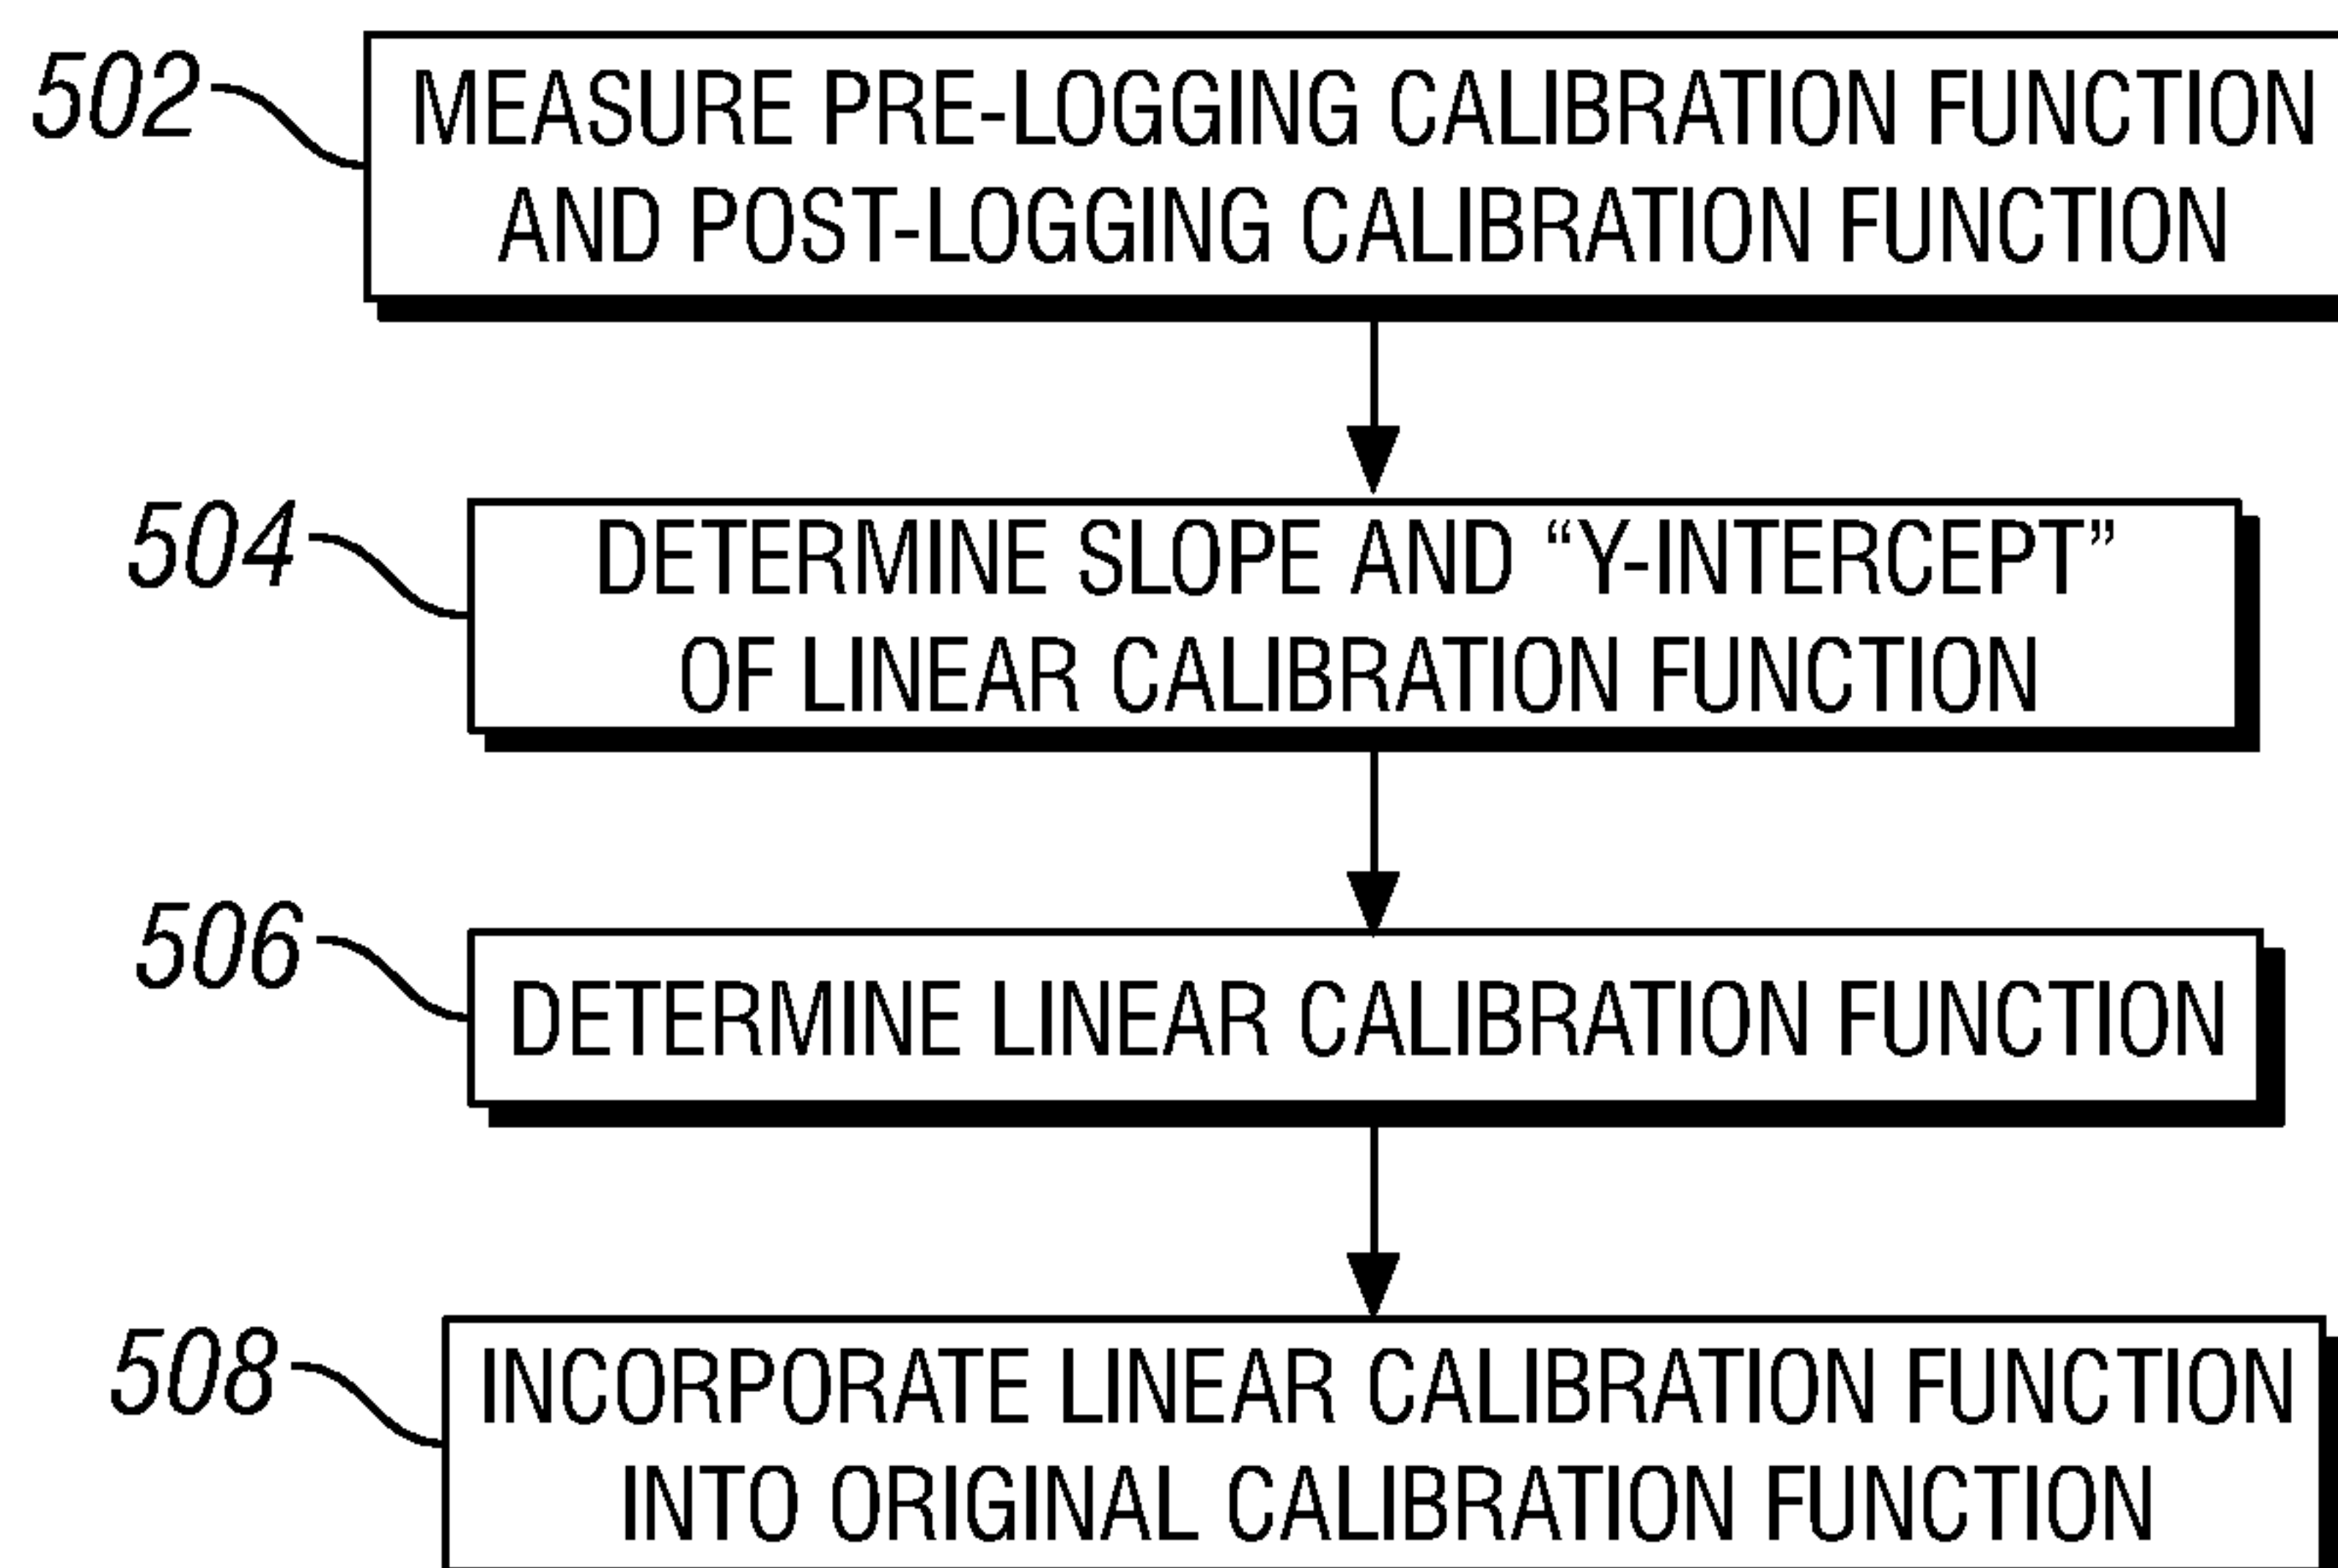 502
MEASURE PRE-LOGGING CALIBRATION FUNCTION
AND POST-LOGGING CALIBRATION FUNCTION
504
DETERMINE SLOPE AND “Y-INTERCEPT”
OF LINEAR CALIBRATION FUNCTION
506
DETERMINE LINEAR CALIBRATION FUNCTION
508
INCORPORATE LINEAR CALIBRATION FUNCTION
INTO ORIGINAL CALIBRATION FUNCTION